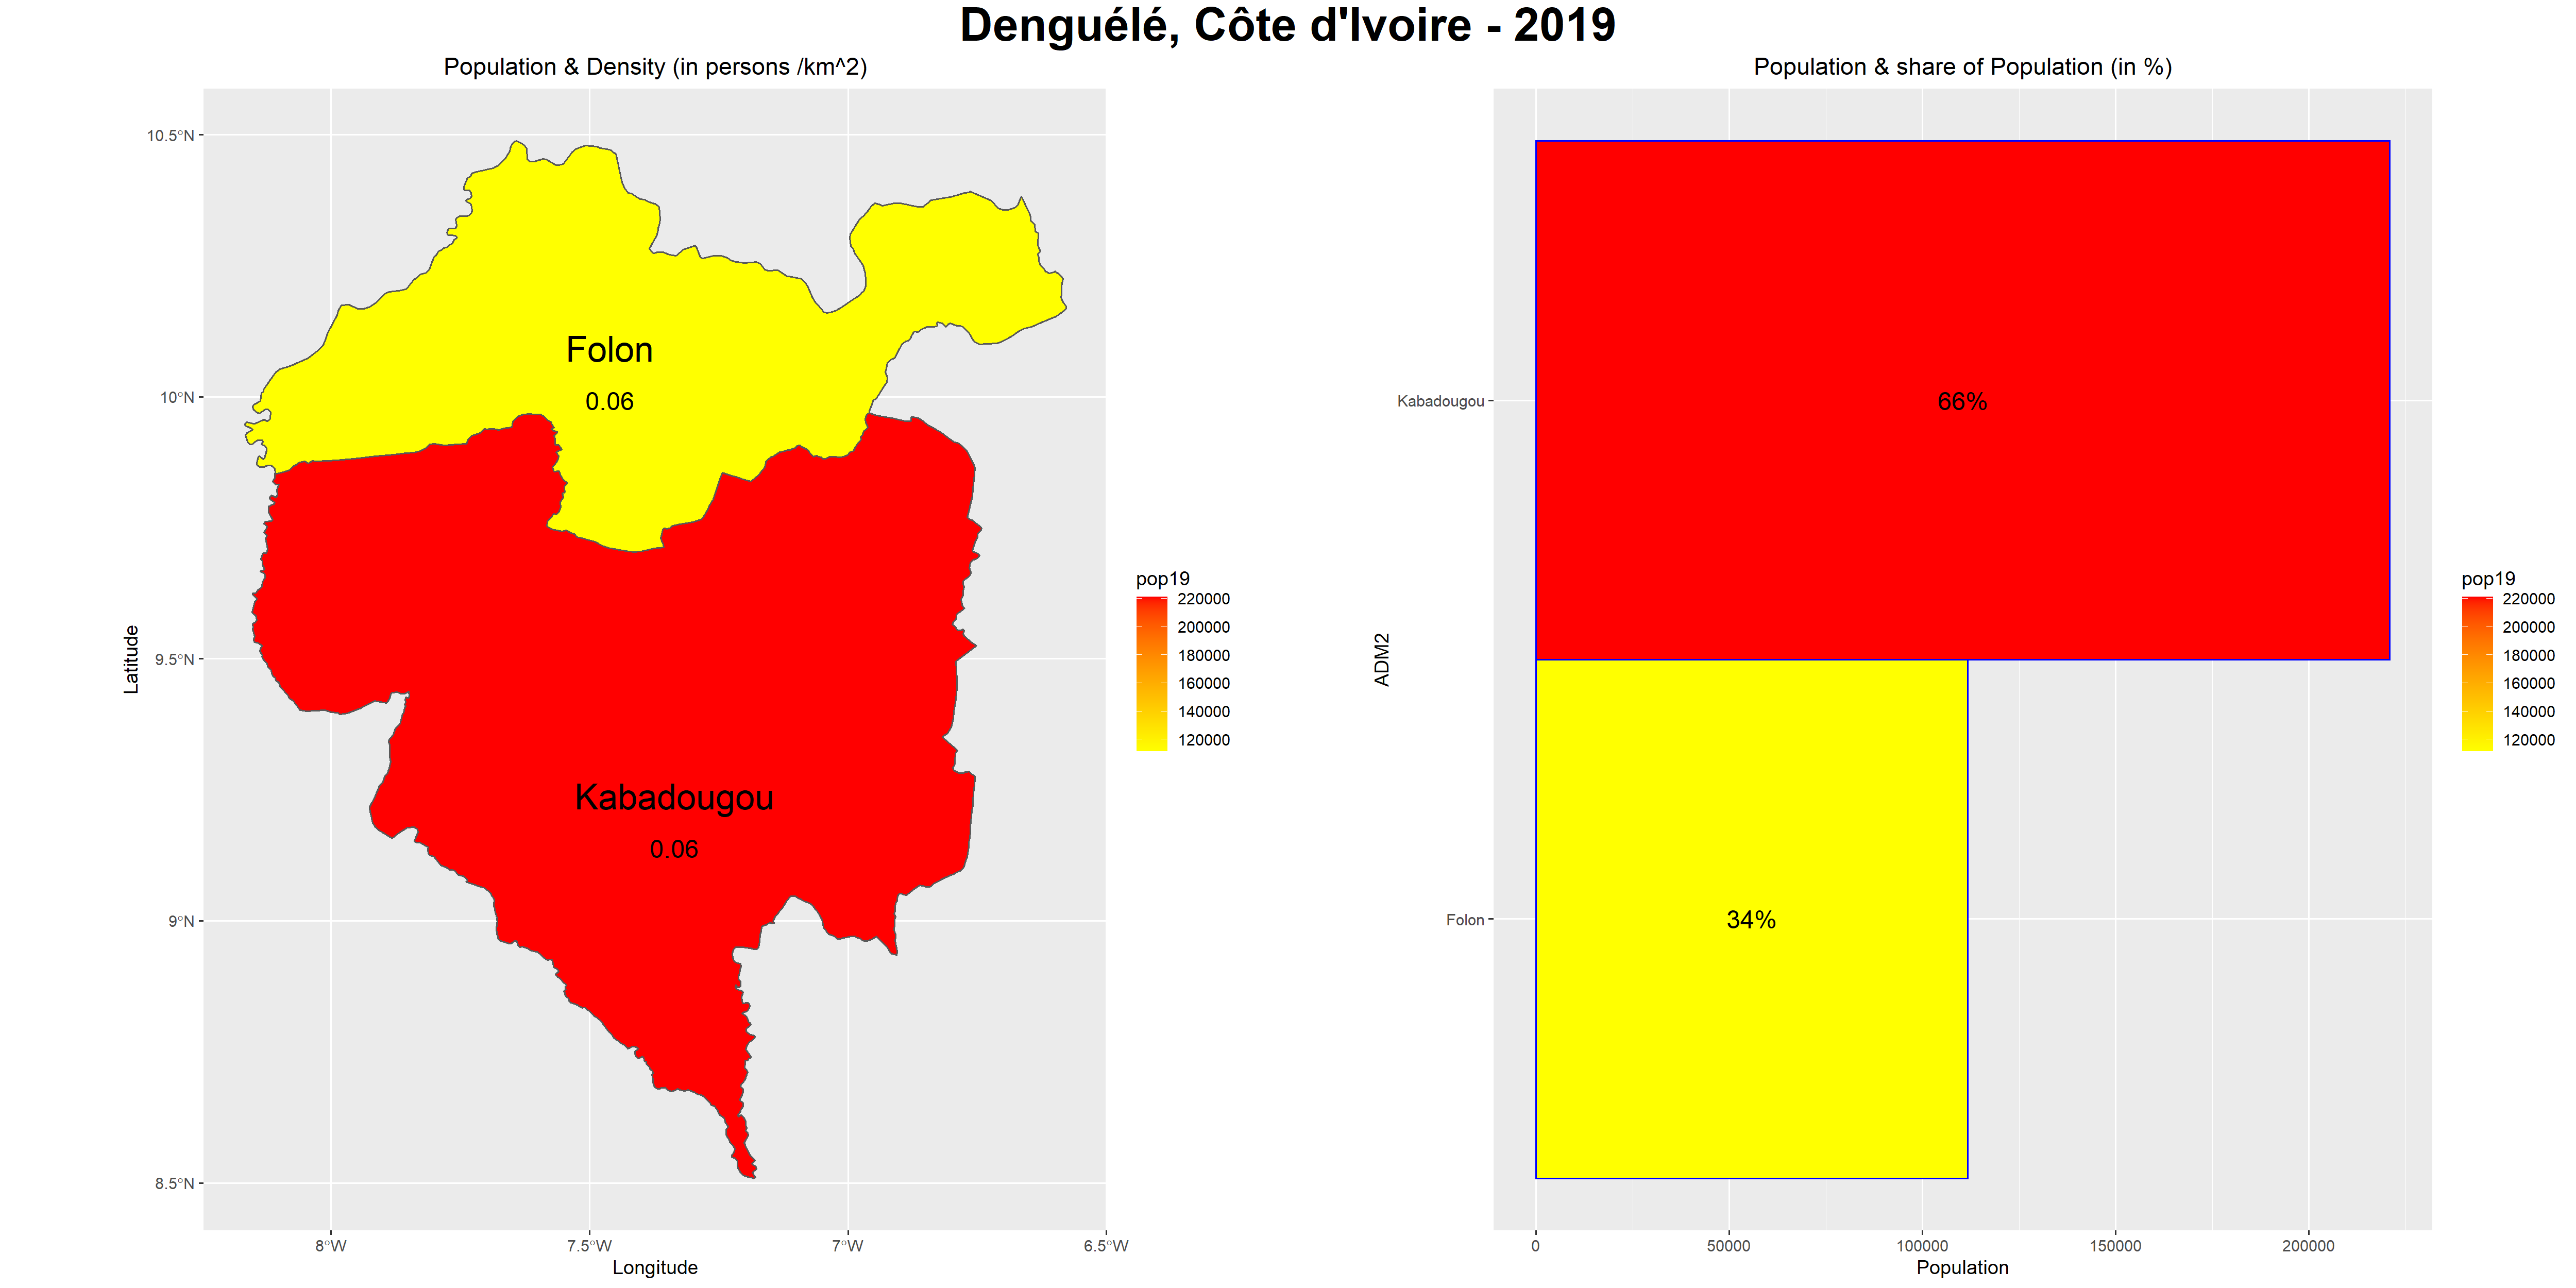 Denguélé, Côte d'Ivoire - 2019
Population & Density (in persons /km^2)
10.5°N
10°N
9.5°N
9°N
8.5°N
Latitude
Folon
0.06
Kabadougou
0.06
8°W
7.5°W
7°W
6.5°W
Longitude
pop19
220000
200000
180000
160000
140000
120000
Population & share of Population (in %)
ADM2
Kabadougou
66%
Folon
34%
0
50000
100000
150000
200000
Population
pop19
220000
200000
180000
160000
140000
120000